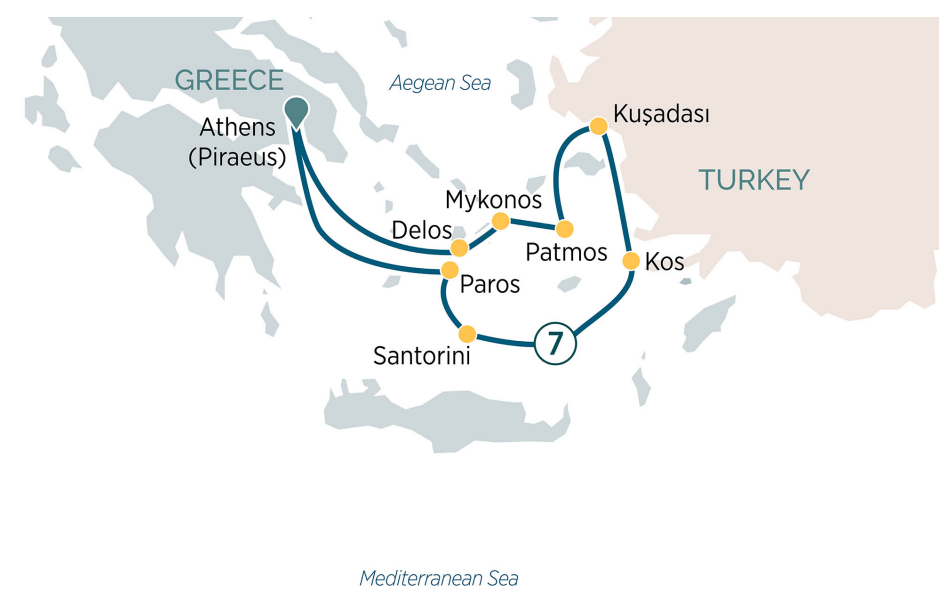 Aegean Sea
GREECE
Athens
(Piraeus)
Kuşadası
TURKEY
Mykonos
Delos
Patmos
Kos
Paros
7
Santorini
Mediterranean Sea